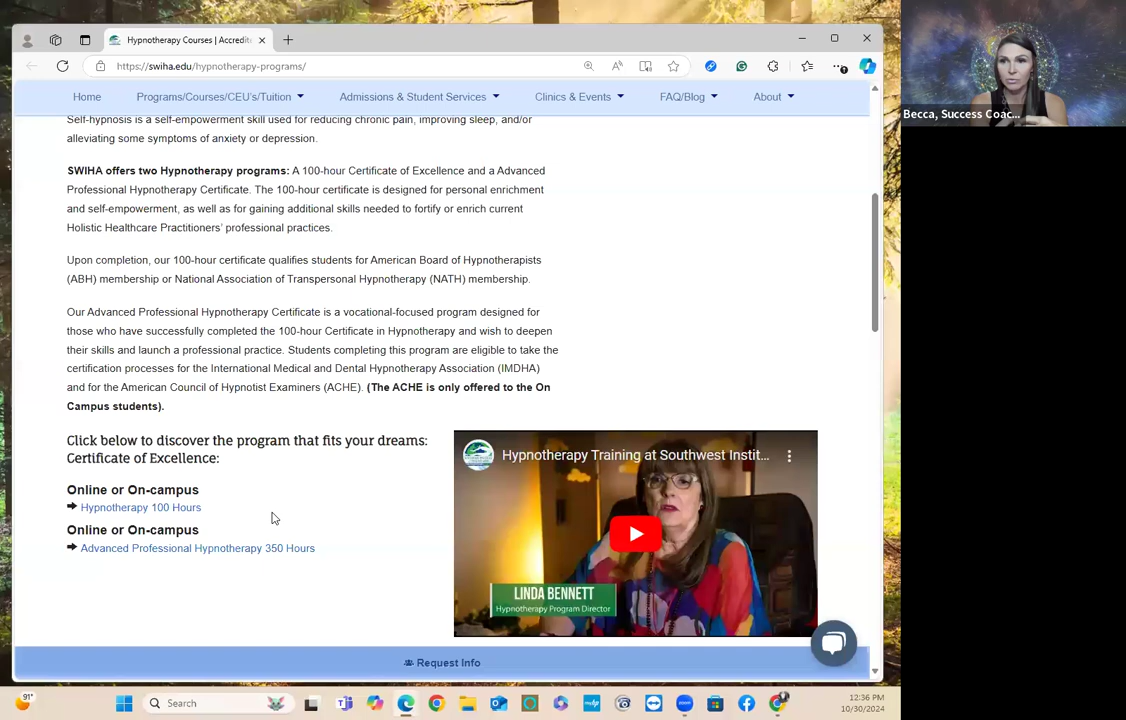 Hypnotherapy Courses | Accredit
https://swiha.edu/hypnotherapy-programs/
Becca, Success Coac...
Home
Programs/Courses/CEU's/Tuition
Admissions & Student Services
Clinics & Events
FAQ/Blog
About
Self-hypnosis is a self-empowerment skill used for reducing chronic pain, improving sleep, and/or
alleviating some symptoms of anxiety or depression.
SWIHA offers two Hypnotherapy programs: A 100-hour Certificate of Excellence and a Advanced
Professional Hypnotherapy Certificate. The 100-hour certificate is designed for personal enrichment
and self-empowerment, as well as for gaining additional skills needed to fortify or enrich current
Holistic Healthcare Practitioners' professional practices.
Upon completion, our 100-hour certificate qualifies students for American Board of Hypnotherapists
(ABH) membership or National Association of Transpersonal Hypnotherapy (NATH) membership.
Our Advanced Professional Hypnotherapy Certificate is a vocational-focused program designed for
those who have successfully completed the 100-hour Certificate in Hypnotherapy and wish to deepen
their skills and launch a professional practice. Students completing this program are eligible to take the
certification processes for the International Medical and Dental Hypnotherapy Association (IMDHA)
and for the American Council of Hypnotist Examiners (ACHE). (The ACHE is only offered to the On
Campus students).
Click below to discover the program that fits your dreams:
Certificate of Excellence:
Online or On-campus
Hypnotherapy 100 Hours
Online or On-campus
Advanced Professional Hypnotherapy 350 Hours
Hypnotherapy Training at Southwest Instit...
LINDA BENNETT
Hypnotherapy Program Director
Request Info
91°
Search
12:36 PM
10/30/2024